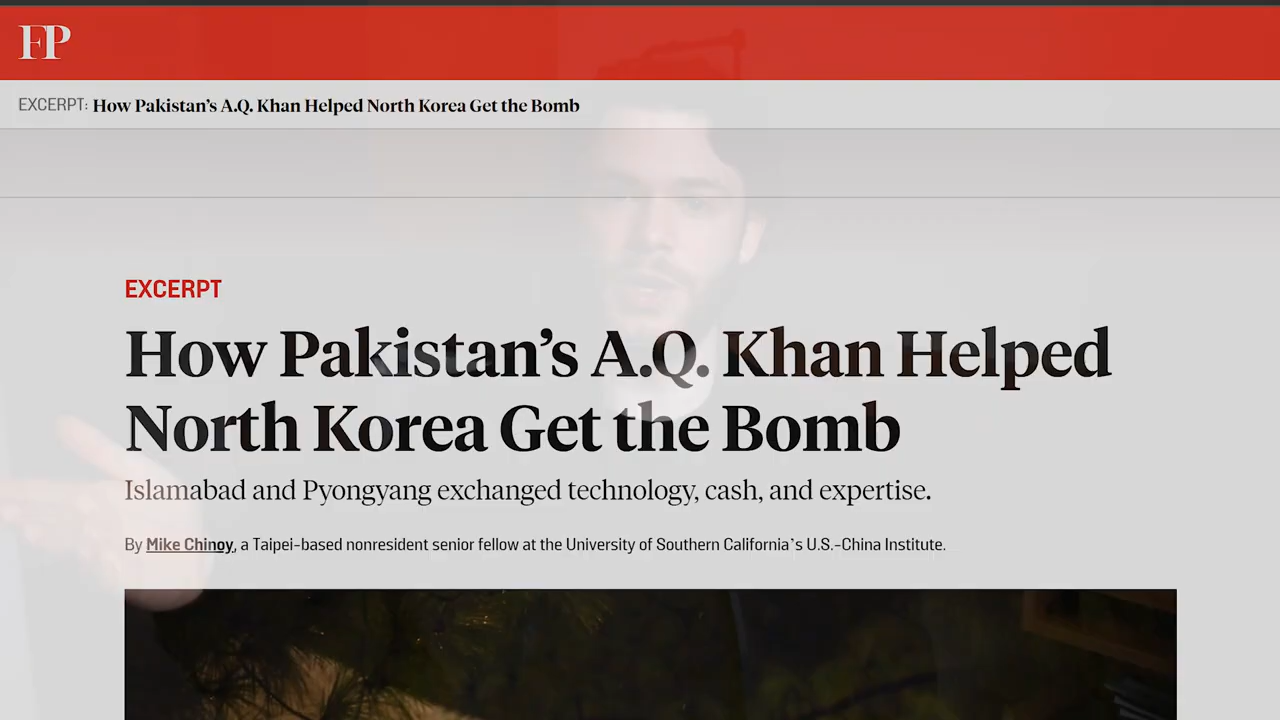 FP
EXCERPT: How Pakistan's A.Q. Khan Helped North Korea Get the Bomb
EXCERPT
How Pakistan's A.Q. Khan Helped
North Korea Get the Bomb
Islamabad and Pyongyang exchanged technology, cash, and expertise.
By Mike Chinoy, a Taipei-based nonresident senior fellow at the University of Southern California's U.S.-China Institute.